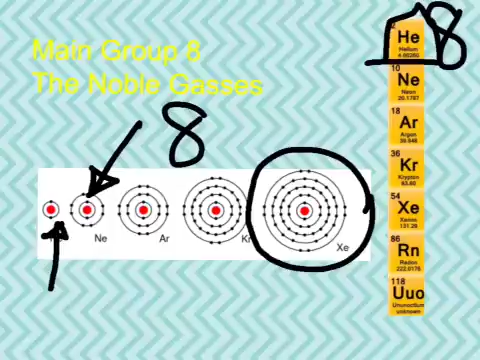 Main Group 8
The Noble Gasses
8
8
Ne
Ar
Kr
Xe
2
He
Helium
10
Ne
Neon
20.1797
18
Ar
Argon
39.948
36
Kr
Krypton
83.80
54
Xe
Xenon
131.29
86
Rn
Radon
222.0176
118
Uuo
Ununoctium
unknown